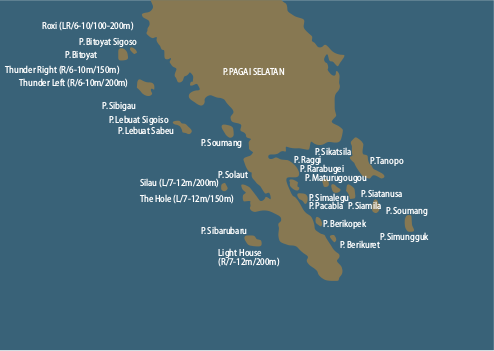 Roxi (LR/6-10/100-200m)
P.Bitoyat Sigoso
P.Bitoyat
Thunder Right (R/6-10m/150m)
P.PAGAI SELATAN
Thunder Left (R/6-10m/200m)
P.Sibigau
P.Lebuat Sigoiso
P.Lebuat Sabeu
P.Soumang
P.Sikatsila
P.Raggi
P.Tanopo
P.Rarabugei
P.Solaut
P.Maturugougou
Silau (L/7-12m/200m)
P.Siatanusa
The Hole (L/7-12m/150m)
P.Simalegu
P.Pacabla
P.Siamila
P.Soumang
P.Berikopek
P.Sibarubaru
P.Simungguk
P.Berikuret
Light House
(R/7-12m/200m)